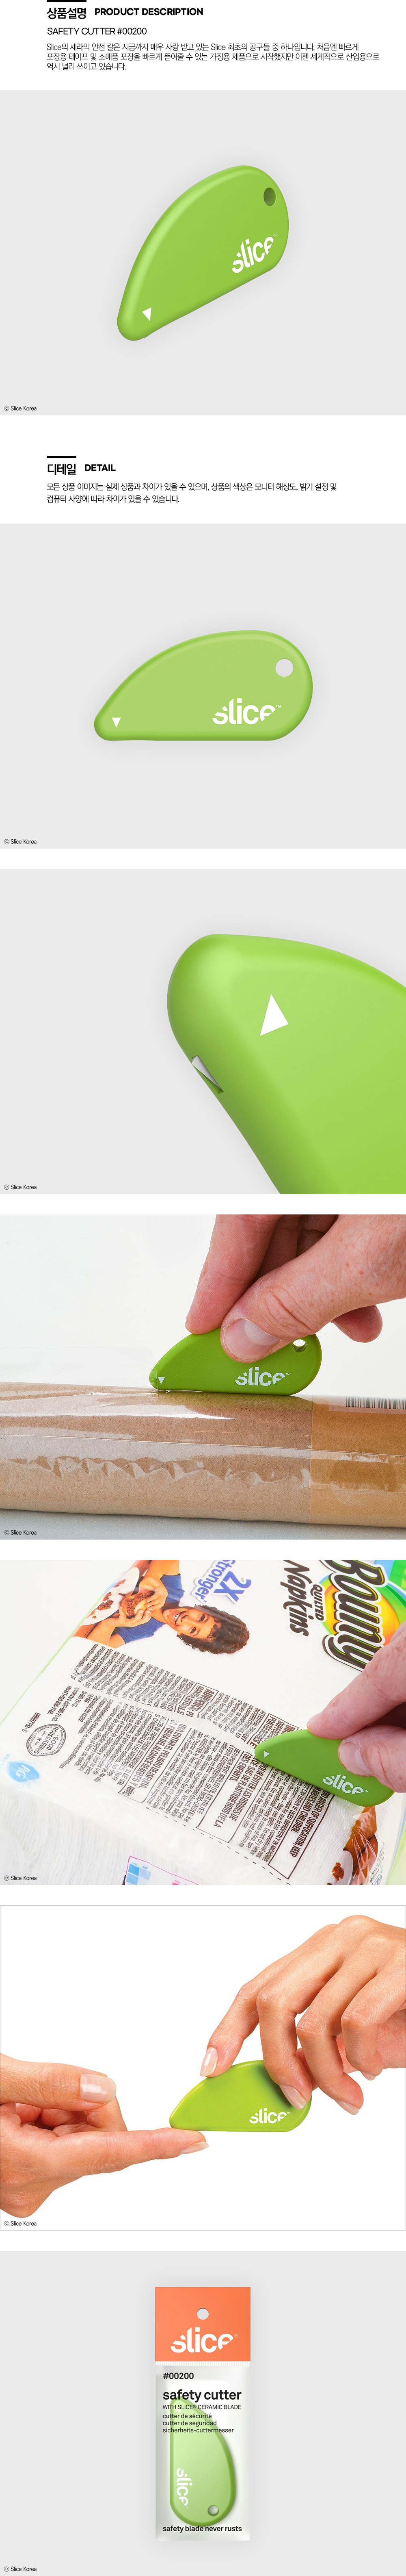 상품설명 PRODUCT DESCRIPTION
SAFETY CUTTER #00200
Slice의 세라믹 안전 칼은 지금까지 매우 사랑 받고 있는 Slice 최초의 공구들 중 하나입니다. 처음엔 빠르게
포장용 테이프 및 소매품 포장을 빠르게 뜯어줄 수 있는 가정용 제품으로 시작했지만 이젠 세계적으로 산업용으로
역시 널리 쓰이고 있습니다.
slice
ⓒ Slice Korea
디테일 DETAIL
모든 상품 이미지는 실제 상품과 차이가 있을 수 있으며, 상품의 색상은 모니터 해상도, 밝기 설정 및
컴퓨터 사양에 따라 차이가 있을 수 있습니다.
slice™
ⓒ Slice Korea
ⓒ Slice Korea
slice™
ⓒ Slice Korea
2X
Stronger
Bounty
QUILTED
Napkins
slice
ⓒ Slice Korea
slice™
ⓒ Slice Korea
slice
#00200
safety cutter
WITH SLICE® CERAMIC BLADE
cutter de sécurité
cutter de seguridad
sicherheits-cuttermesser
slice
safety blade never rusts
ⓒ Slice Korea